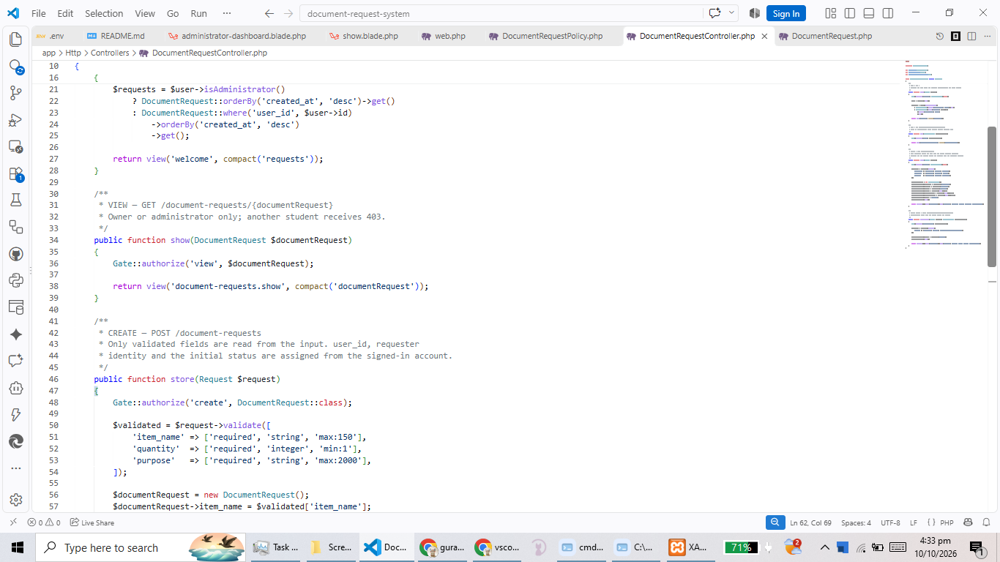 File Edit Selection View Go Run ··· document-request-system Sign In
.env README.md administrator-dashboard.blade.php show.blade.php web.php DocumentRequestPolicy.php DocumentRequestController.php DocumentRequest.php
app > Http > Controllers > DocumentRequestController.php
10 {
16 {
21 $requests = $user->isAdministrator()
22 ? DocumentRequest::orderBy('created_at', 'desc')->get()
23 : DocumentRequest::where('user_id', $user->id)
24 ->orderBy('created_at', 'desc')
25 ->get();
26
27 return view('welcome', compact('requests'));
28 }
29
30 /**
31 * VIEW — GET /document-requests/{documentRequest}
32 * Owner or administrator only; another student receives 403.
33 */
34 public function show(DocumentRequest $documentRequest)
35 {
36 Gate::authorize('view', $documentRequest);
37
38 return view('document-requests.show', compact('documentRequest'));
39 }
40
41 /**
42 * CREATE — POST /document-requests
43 * Only validated fields are read from the input. user_id, requester
44 * identity and the initial status are assigned from the signed-in account.
45 */
46 public function store(Request $request)
47 {
48 Gate::authorize('create', DocumentRequest::class);
49
50 $validated = $request->validate([
51 'item_name' => ['required', 'string', 'max:150'],
52 'quantity' => ['required', 'integer', 'min:1'],
53 'purpose' => ['required', 'string', 'max:2000'],
54 ]);
55
56 $documentRequest = new DocumentRequest();
57 $documentRequest->item_name = $validated['item_name'];
0 0 Live Share Ln 62, Col 69 Spaces: 4 UTF-8 LF { } PHP
Type here to search Task ... Scre... Doc... gura... vsco... cmd... C:\... XA... 71% 2 4:33 pm
10/10/2026 1